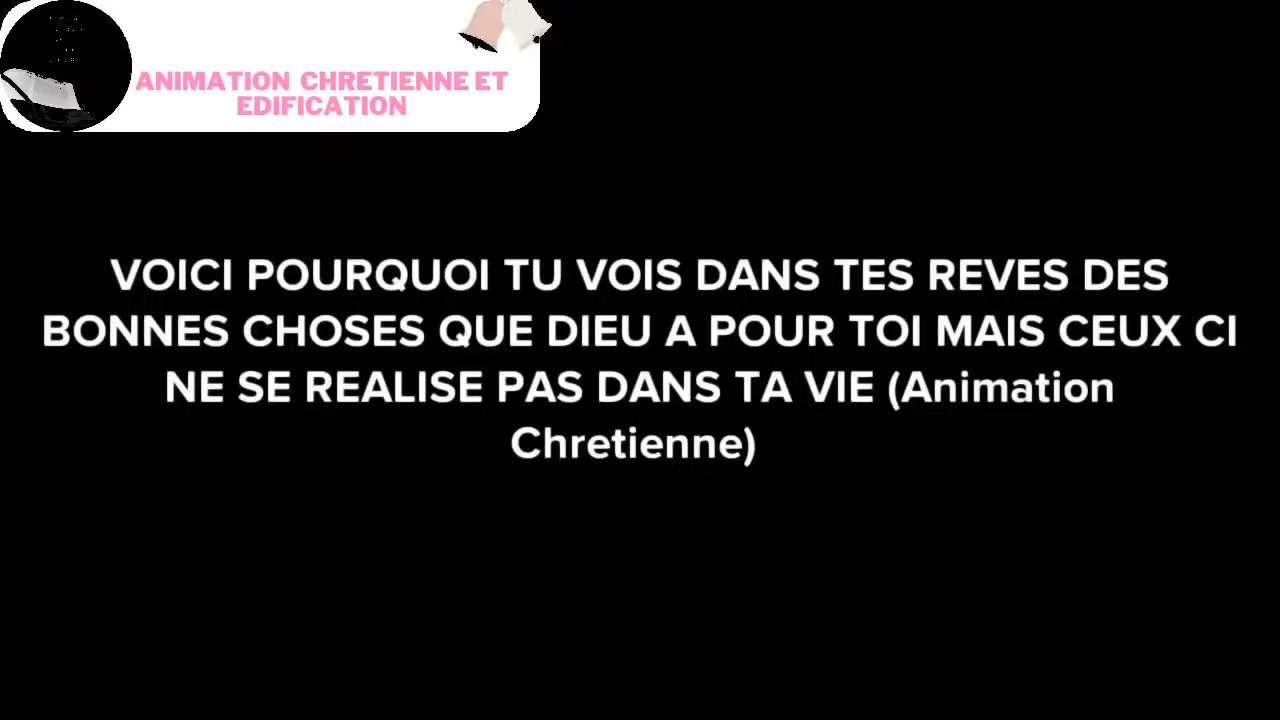 ANIMATION CHRETIENNE ET
EDIFICATION
VOICI POURQUOI TU VOIS DANS TES REVES DES
BONNES CHOSES QUE DIEU A POUR TOI MAIS CEUX CI
NE SE REALISE PAS DANS TA VIE (Animation
Chretienne)